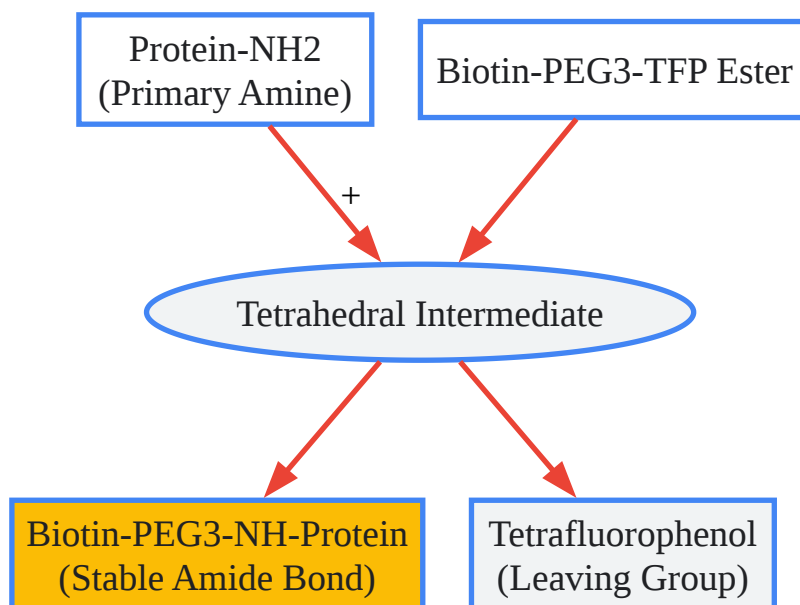 Protein-NH2
(Primary Amine)
Biotin-PEG3-TFP Ester
+
Tetrahedral Intermediate
Biotin-PEG3-NH-Protein
(Stable Amide Bond)
Tetrafluorophenol
(Leaving Group)